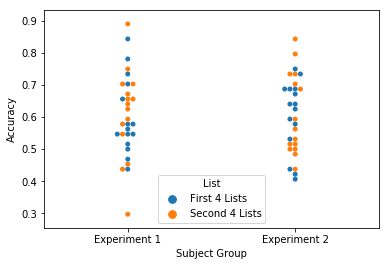 0.9
0.8
0.7
0.6
0.5
0.4
0.3
Accuracy
List
First 4 Lists
Second 4 Lists
Experiment 1 Experiment 2
Subject Group